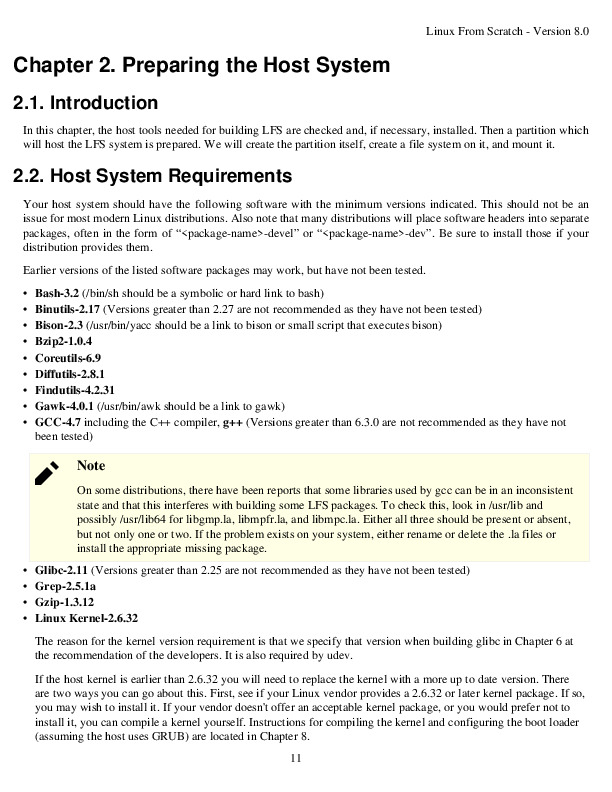 Linux From Scratch - Version 8.0
Chapter 2. Preparing the Host System
2.1. Introduction
In this chapter, the host tools needed for building LFS are checked and, if necessary, installed. Then a partition which
will host the LFS system is prepared. We will create the partition itself, create a file system on it, and mount it.
2.2. Host System Requirements
Your host system should have the following software with the minimum versions indicated. This should not be an
issue for most modern Linux distributions. Also note that many distributions will place software headers into separate
packages, often in the form of “<package-name>-devel” or “<package-name>-dev”. Be sure to install those if your
distribution provides them.
Earlier versions of the listed software packages may work, but have not been tested.
• Bash-3.2 (/bin/sh should be a symbolic or hard link to bash)
• Binutils-2.17 (Versions greater than 2.27 are not recommended as they have not been tested)
• Bison-2.3 (/usr/bin/yacc should be a link to bison or small script that executes bison)
• Bzip2-1.0.4
• Coreutils-6.9
• Diffutils-2.8.1
• Findutils-4.2.31
• Gawk-4.0.1 (/usr/bin/awk should be a link to gawk)
• GCC-4.7 including the C++ compiler, g++ (Versions greater than 6.3.0 are not recommended as they have not
been tested)
Note
On some distributions, there have been reports that some libraries used by gcc can be in an inconsistent
state and that this interferes with building some LFS packages. To check this, look in /usr/lib and
possibly /usr/lib64 for libgmp.la, libmpfr.la, and libmpc.la. Either all three should be present or absent,
but not only one or two. If the problem exists on your system, either rename or delete the .la files or
install the appropriate missing package.
• Glibc-2.11 (Versions greater than 2.25 are not recommended as they have not been tested)
• Grep-2.5.1a
• Gzip-1.3.12
• Linux Kernel-2.6.32
The reason for the kernel version requirement is that we specify that version when building glibc in Chapter 6 at
the recommendation of the developers. It is also required by udev.
If the host kernel is earlier than 2.6.32 you will need to replace the kernel with a more up to date version. There
are two ways you can go about this. First, see if your Linux vendor provides a 2.6.32 or later kernel package. If so,
you may wish to install it. If your vendor doesn't offer an acceptable kernel package, or you would prefer not to
install it, you can compile a kernel yourself. Instructions for compiling the kernel and configuring the boot loader
(assuming the host uses GRUB) are located in Chapter 8.
11